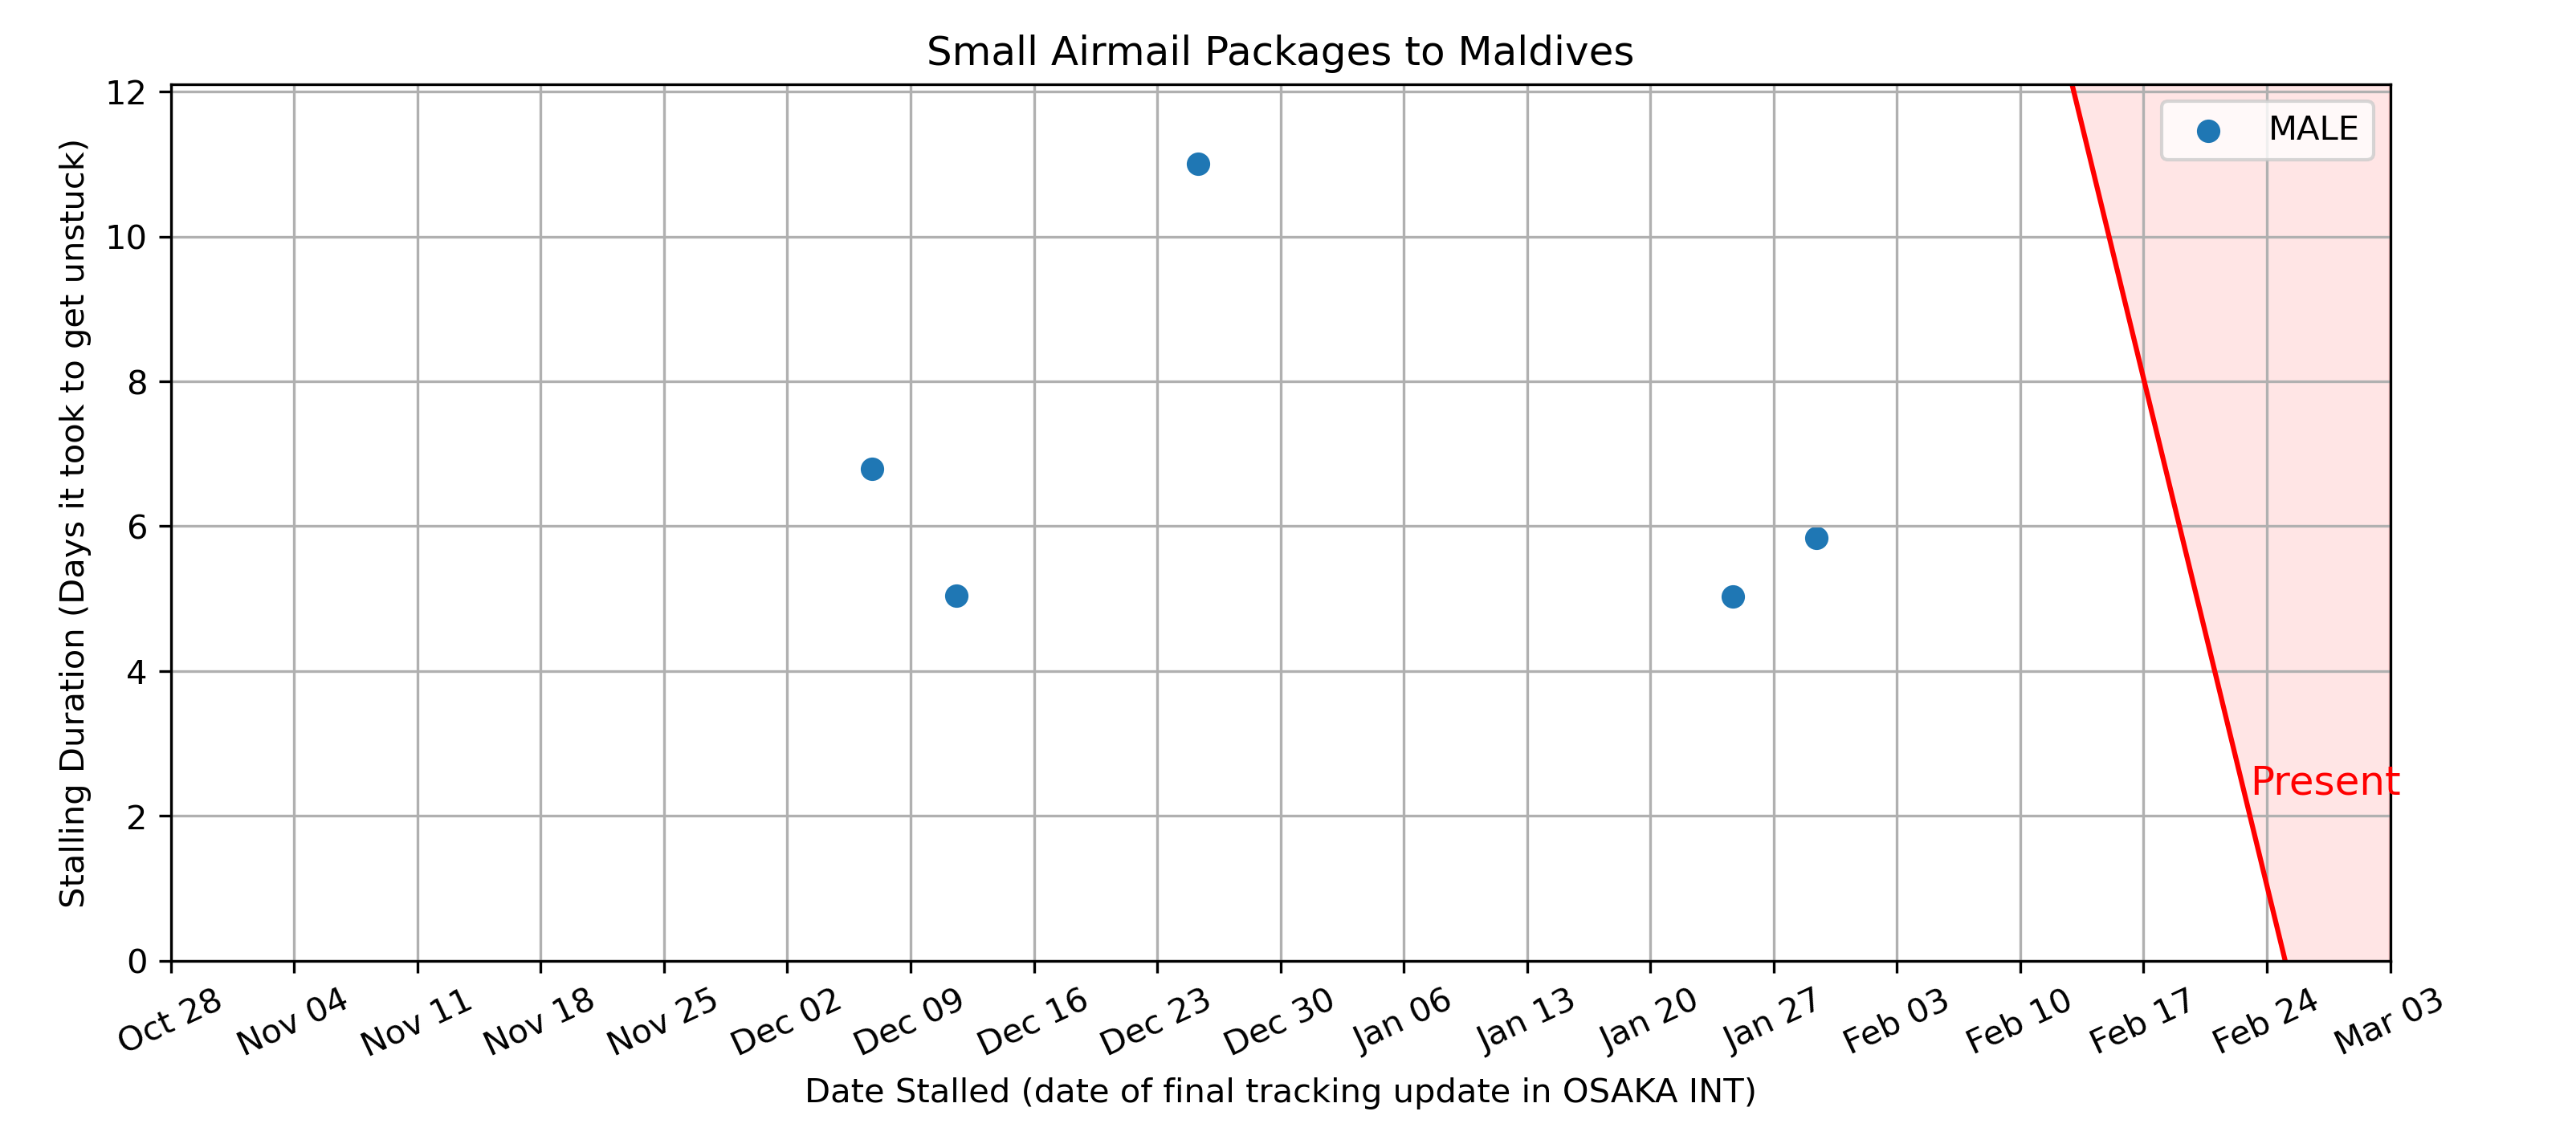 Small Airmail Packages to Maldives
Stalling Duration (Days it took to get unstuck)
12
10
8
6
4
2
0
MALE
Present
Oct 28 Nov 04 Nov 11 Nov 18 Nov 25 Dec 02 Dec 09 Dec 16 Dec 23 Dec 30 Jan 06 Jan 13 Jan 20 Jan 27 Feb 03 Feb 10 Feb 17 Feb 24 Mar 03
Date Stalled (date of final tracking update in OSAKA INT)